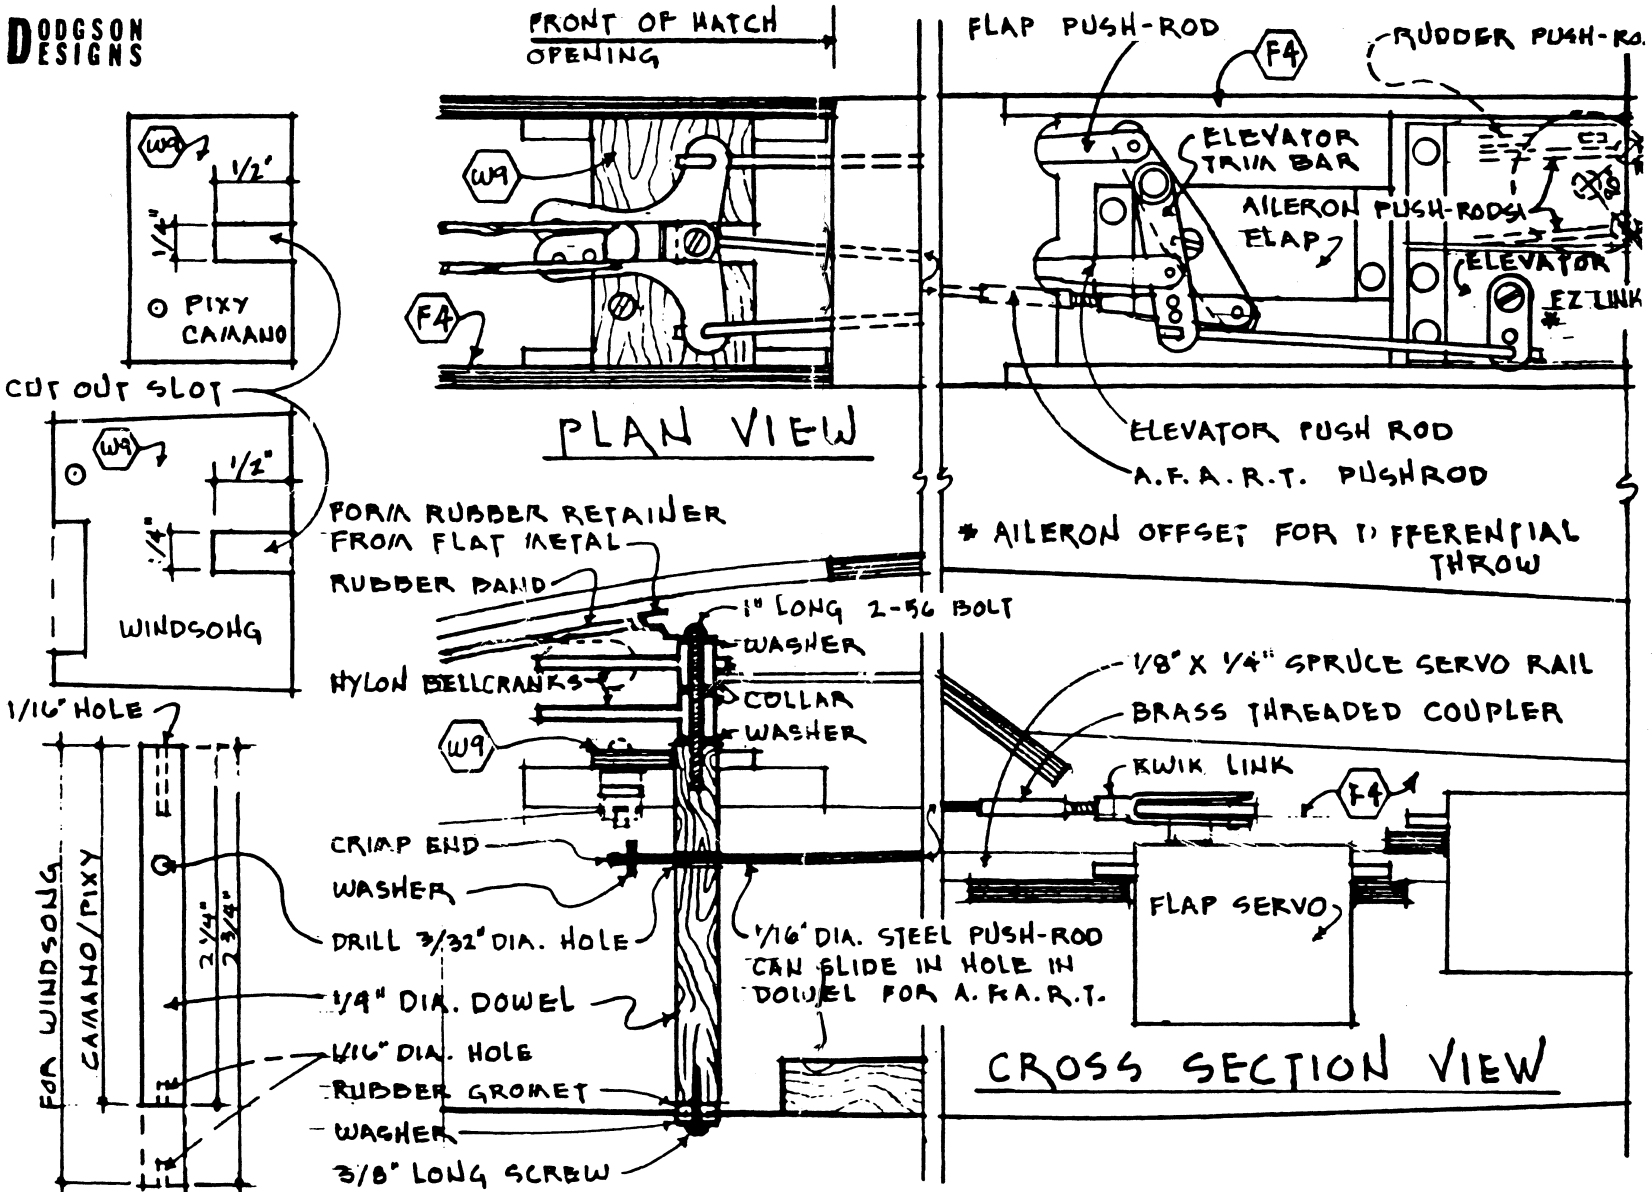 DODGSON
DESIGNS
FRONT OF HATCH
OPENING
FLAP PUSH-ROD
F4
RUDDER PUSH-RO.
W9
1/2"
1/4"
PIXY
CAMANO
W9
F4
ELEVATOR
TRIM BAR
AILERON PUSH-RODS
FLAP
ELEVATOR
EZ LINK
*
CUT OUT SLOT
PLAN VIEW
ELEVATOR PUSH ROD
A.F.A.R.T. PUSHROD
W9
1/2"
1/4"
WINDSONG
FORM RUBBER RETAINER
FROM FLAT METAL
RUBBER BAND
* AILERON OFFSET FOR DIFFERENTIAL
THROW
1" LONG 2-56 BOLT
WASHER
NYLON BELLCRANKS
COLLAR
WASHER
W9
1/8" X 1/4" SPRUCE SERVO RAIL
BRASS THREADED COUPLER
KWIK LINK
F4
1/16" HOLE
FOR WINDSONG
CAMANO/PIXY
2 1/4"
2 3/4"
CRIMP END
WASHER
DRILL 3/32" DIA. HOLE
1/16" DIA. STEEL PUSH-ROD
CAN SLIDE IN HOLE IN
DOWEL FOR A.F.A.R.T.
FLAP SERVO
1/4" DIA. DOWEL
1/16" DIA. HOLE
RUBBER GROMET
WASHER
3/8" LONG SCREW
CROSS SECTION VIEW